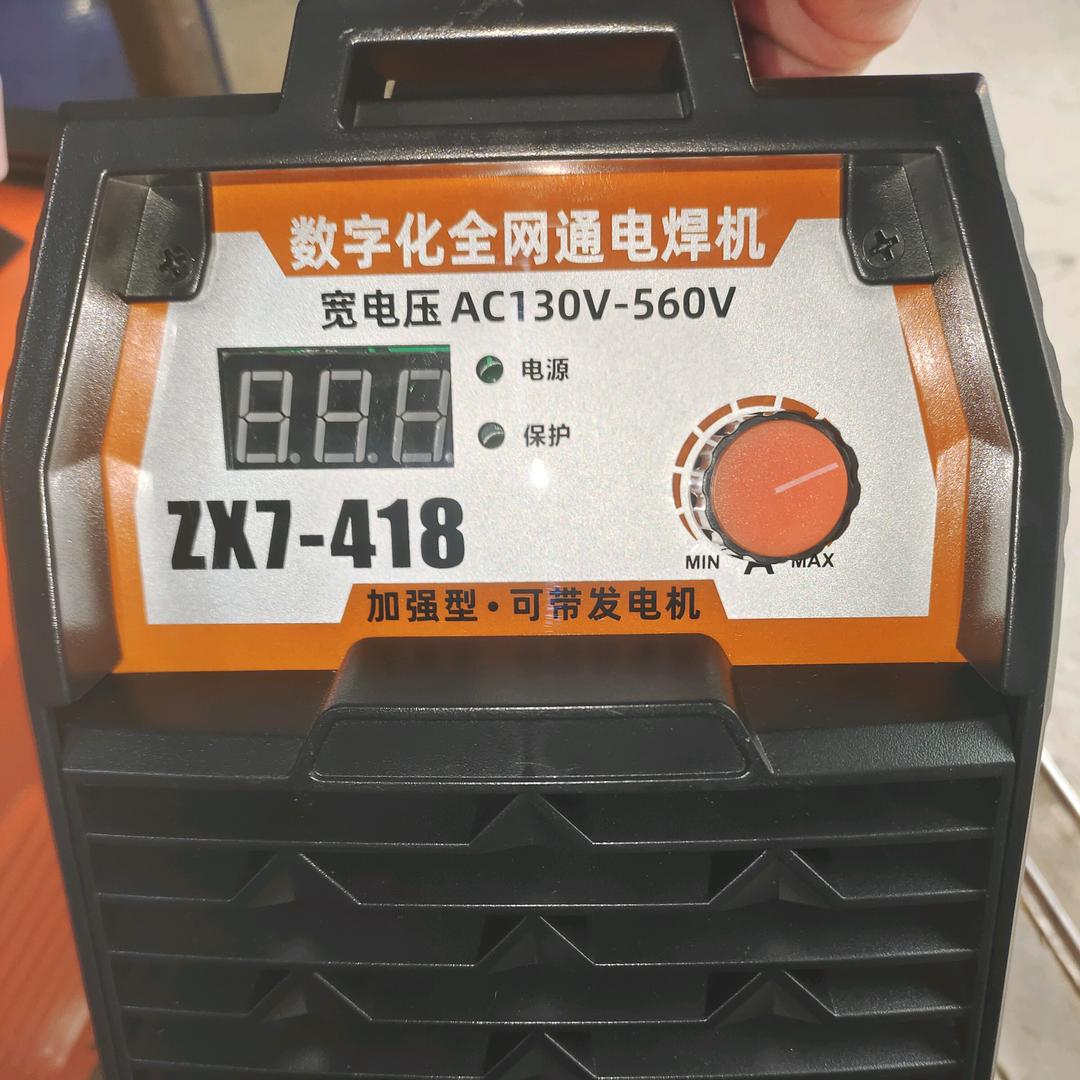 数字化全网通电焊机
宽电压 AC130V-560V
电源
保护
ZX7-418
MIN A MAX
加强型·可带发电机